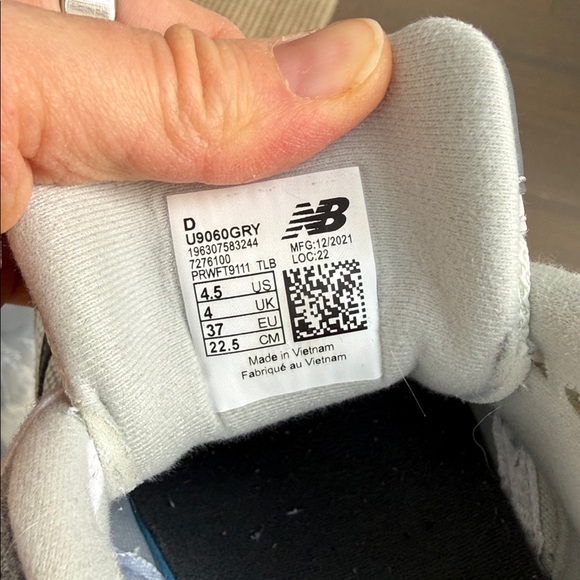 D
U9060GRY
196307583244
7276100
PRWFT9111 TLB
NB
MFG:12/2021
LOC:22
4.5 US
4 UK
37 EU
22.5 CM
Made in Vietnam
Fabriqué au Vietnam